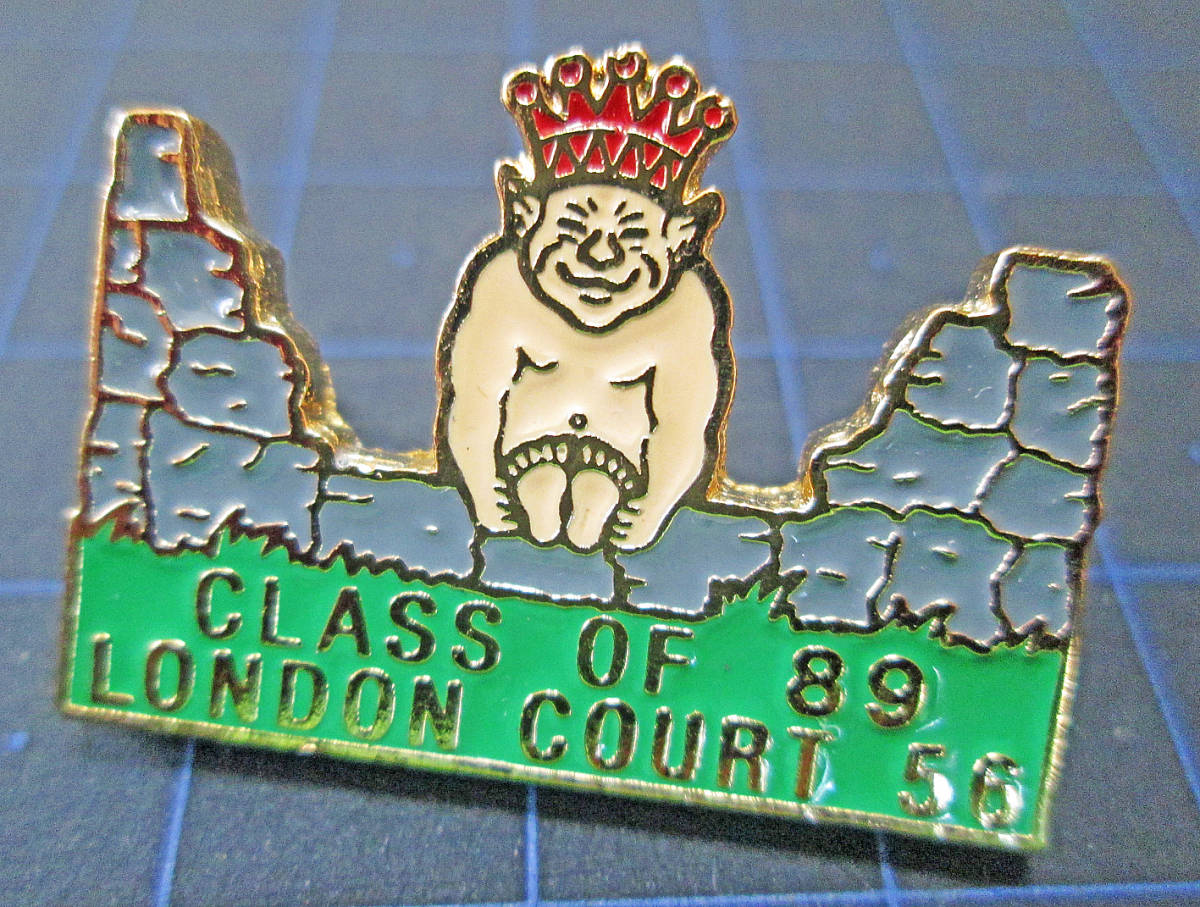 CLASS OF 89
LONDON COURT 56